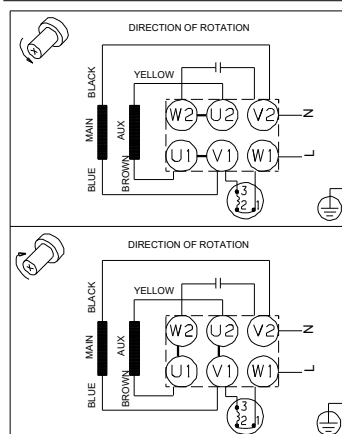 DIRECTION OF ROTATION
BLACK
YELLOW
MAIN
AUX
W2 U2 V2
N
U1 V1 W1
L
BLUE
BROWN
3
2 1
DIRECTION OF ROTATION
BLACK
YELLOW
MAIN
AUX
W2 U2 V2
N
U1 V1 W1
L
BLUE
BROWN
3
2 1